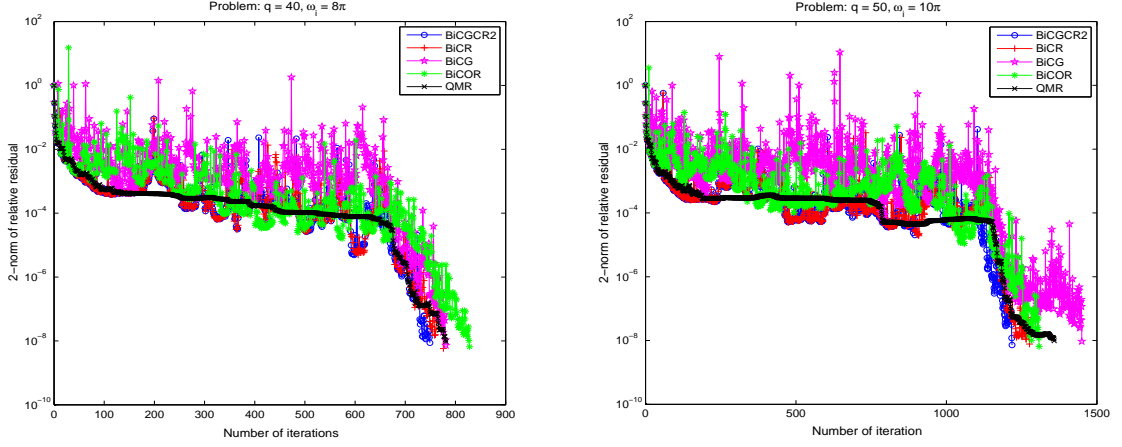 Problem: q = 40, ωi = 8π
10^2
10^0
10^−2
10^−4
10^−6
10^−8
10^−10
2−norm of relative residual
0 100 200 300 400 500 600 700 800 900
Number of iterations
BiCGCR2
BiCR
BiCG
BiCOR
QMR
Problem: q = 50, ωi = 10π
10^2
10^0
10^−2
10^−4
10^−6
10^−8
10^−10
2−norm of relative residual
0 500 1000 1500
Number of iteration
BiCGCR2
BiCR
BiCG
BiCOR
QMR